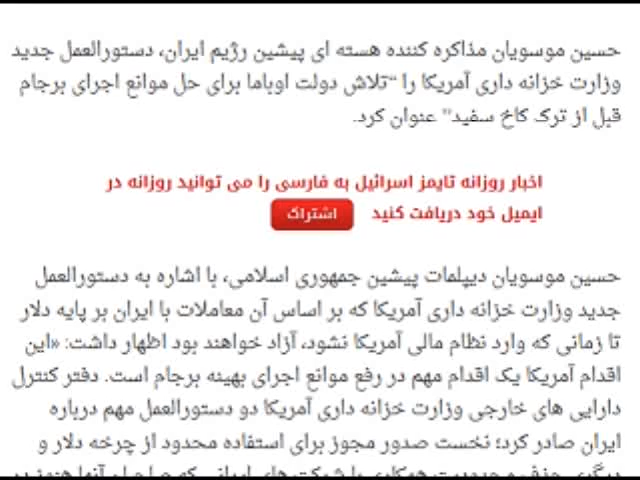 حسین موسویان مذاکره کننده هسته ای پیشین رژیم ایران، دستورالعمل جدید
وزارت خزانه داری آمریکا را "تلاش دولت اوباما برای حل موانع اجرای برجام
قبل از ترک کاخ سفید" عنوان کرد.
اخبار روزانه تایمز اسرائیل به فارسی را می توانید روزانه در
ایمیل خود دریافت کنید اشتراک
حسین موسویان دیپلمات پیشین جمهوری اسلامی، با اشاره به دستورالعمل
جدید وزارت خزانه داری آمریکا که بر اساس آن معاملات با ایران بر پایه دلار
تا زمانی که وارد نظام مالی آمریکا نشود، آزاد خواهند بود اظهار داشت: «این
اقدام آمریکا یک اقدام مهم در رفع موانع اجرای بهینه برجام است. دفتر کنترل
دارایی های خارجی وزارت خزانه داری آمریکا دو دستورالعمل مهم درباره
ایران صادر کرد؛ نخست صدور مجوز برای استفاده محدود از چرخه دلار و